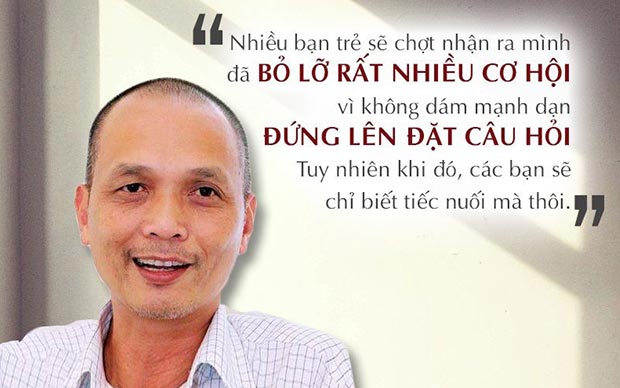 “Nhiều bạn trẻ sẽ chợt nhận ra mình
đã BỎ LỠ RẤT NHIỀU CƠ HỘI
vì không dám mạnh dạn
ĐỨNG LÊN ĐẶT CÂU HỎI
Tuy nhiên khi đó, các bạn sẽ
chỉ biết tiếc nuối mà thôi.”